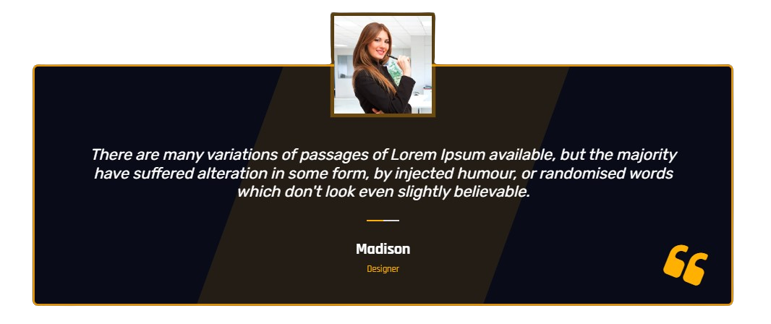 There are many variations of passages of Lorem Ipsum available, but the majority
have suffered alteration in some form, by injected humour, or randomised words
which don't look even slightly believable.
Madison
Designer